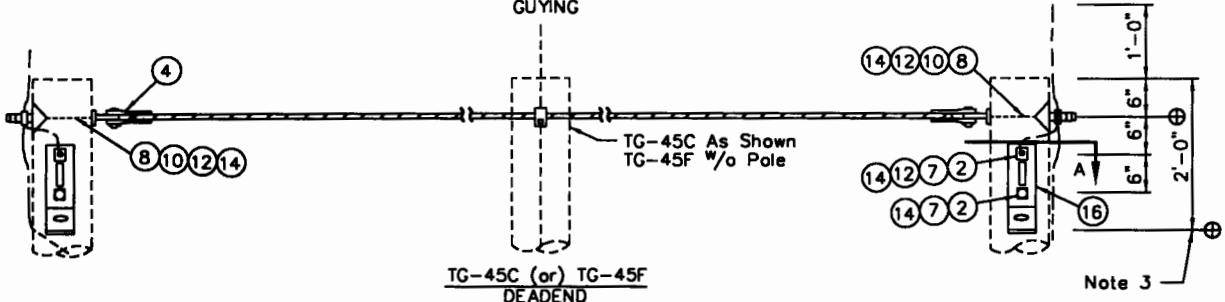 GUYING
1'-0"
4
14 12 10 8
6"
6"
6"
2'-0"
TG-45C As Shown
TG-45F W/o Pole
8 10 12 14
14 12 7 2
A
14 7 2
16
TG-45C (or) TG-45F
DEADEND
Note 3